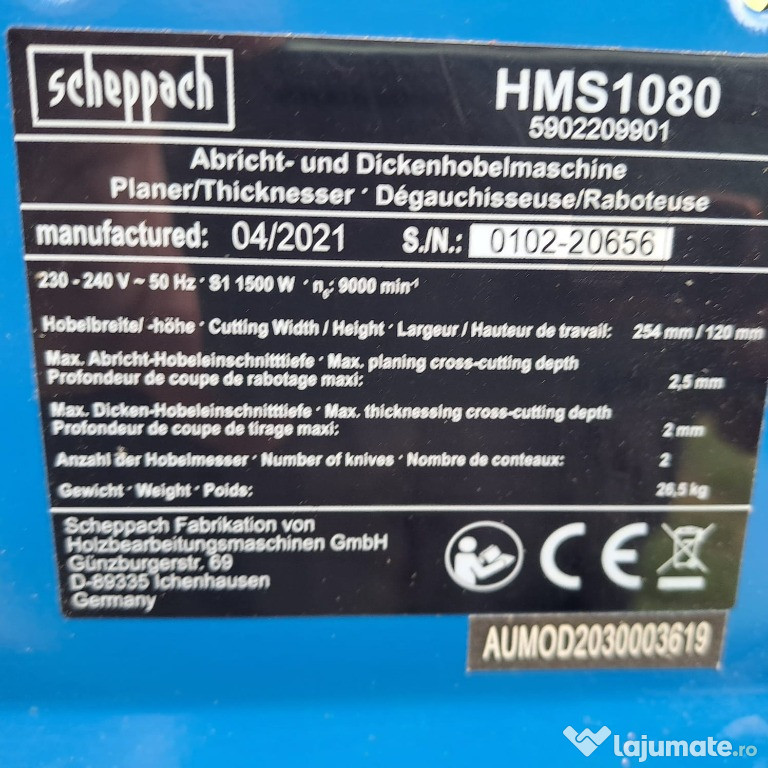 scheppach
HMS1080
5902209901
Abricht- und Dickenhobelmaschine
Planer/Thicknesser · Dégauchisseuse/Raboteuse
manufactured: 04/2021 S./N.: 0102-20656
230 - 240 V ~ 50 Hz · S1 1500 W · n₀: 9000 min⁻¹
Hobelbreite/ -höhe · Cutting Width / Height · Largeur / Hauteur de travail: 254 mm / 120 mm
Max. Abricht-Hobeleinschnitttiefe · Max. planing cross-cutting depth
Profondeur de coupe de rabotage maxi: 2,5 mm
Max. Dicken-Hobeleinschnitttiefe · Max. thicknessing cross-cutting depth
Profondeur de coupe de tirage maxi: 2 mm
Anzahl der Hobelmesser · Number of knives · Nombre de conteaux: 2
Gewicht · Weight · Poids: 26,5 kg
Scheppach Fabrikation von
Holzbearbeitungsmaschinen GmbH
Günzburgerstr. 69
D-89335 Ichenhausen
Germany
CE
AUMOD2030003619
lajumate.ro